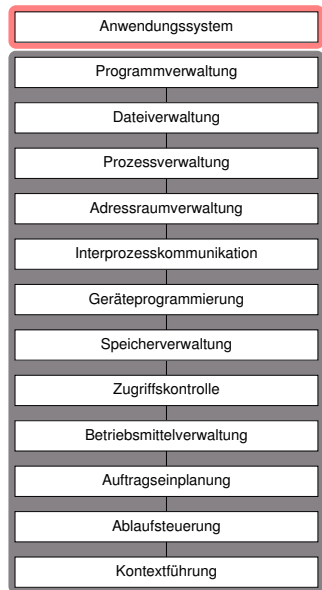 Anwendungssystem
Programmverwaltung
Dateiverwaltung
Prozessverwaltung
Adressraumverwaltung
Interprozesskommunikation
Geräteprogrammierung
Speicherverwaltung
Zugriffskontrolle
Betriebsmittelverwaltung
Auftragseinplanung
Ablaufsteuerung
Kontextführung